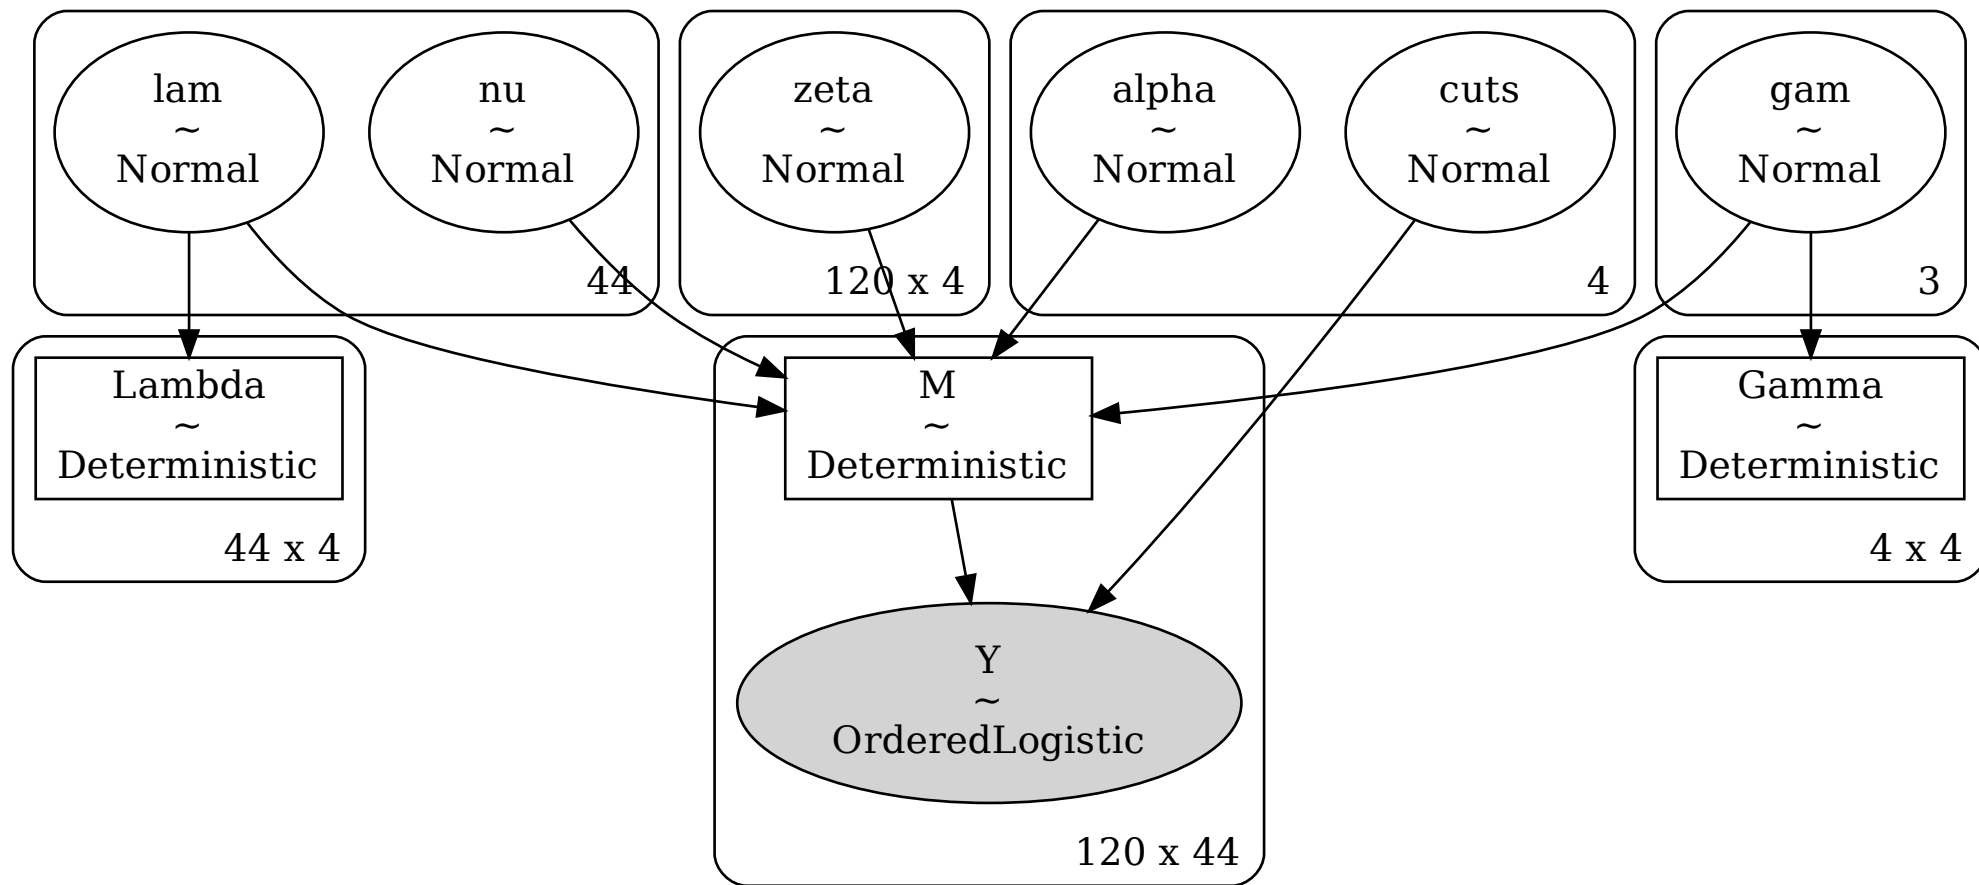 lam
~
Normal
nu
~
Normal
44
zeta
~
Normal
120 x 4
alpha
~
Normal
cuts
~
Normal
4
gam
~
Normal
3
Lambda
~
Deterministic
44 x 4
M
~
Deterministic
Y
~
OrderedLogistic
120 x 44
Gamma
~
Deterministic
4 x 4